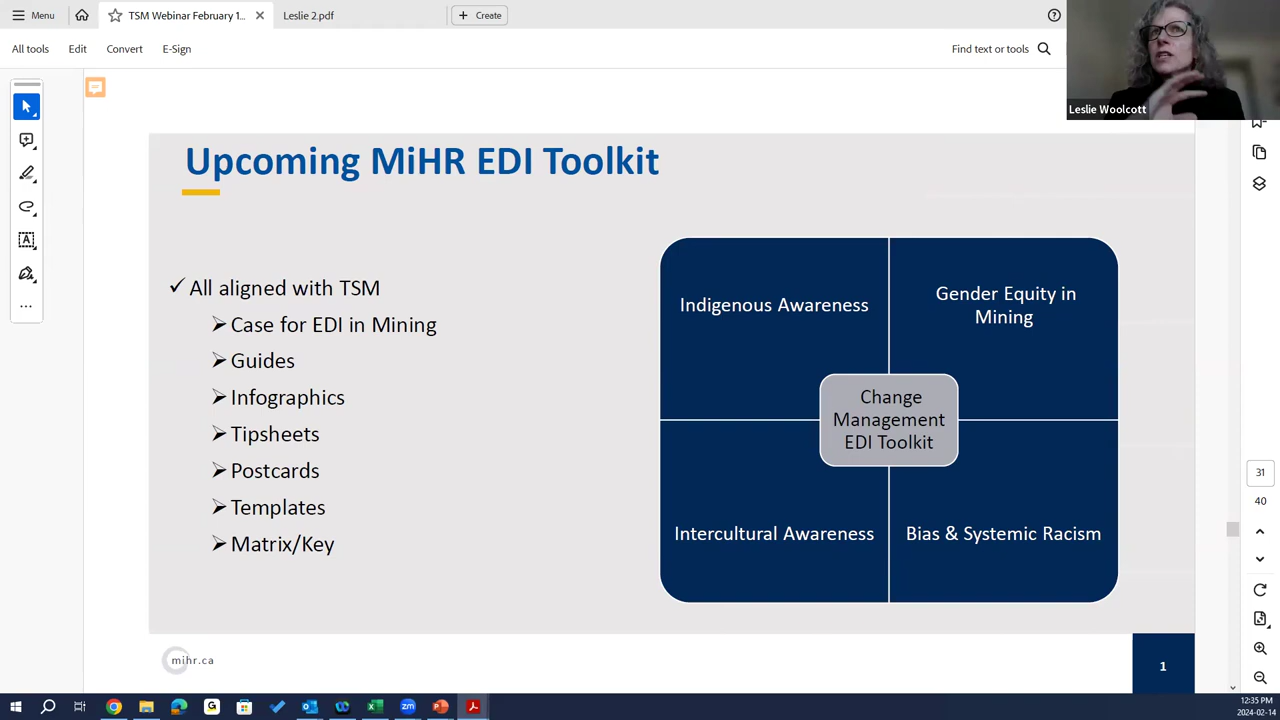 Menu
TSM Webinar February 1...
Leslie 2.pdf
Create
All tools
Edit
Convert
E-Sign
Find text or tools
Leslie Woolcott
Upcoming MiHR EDI Toolkit
All aligned with TSM
Case for EDI in Mining
Guides
Infographics
Tipsheets
Postcards
Templates
Matrix/Key
Indigenous Awareness
Gender Equity in
Mining
Change
Management
EDI Toolkit
Intercultural Awareness
Bias & Systemic Racism
mihr.ca
1
31
40
12:35 PM
2024-02-14